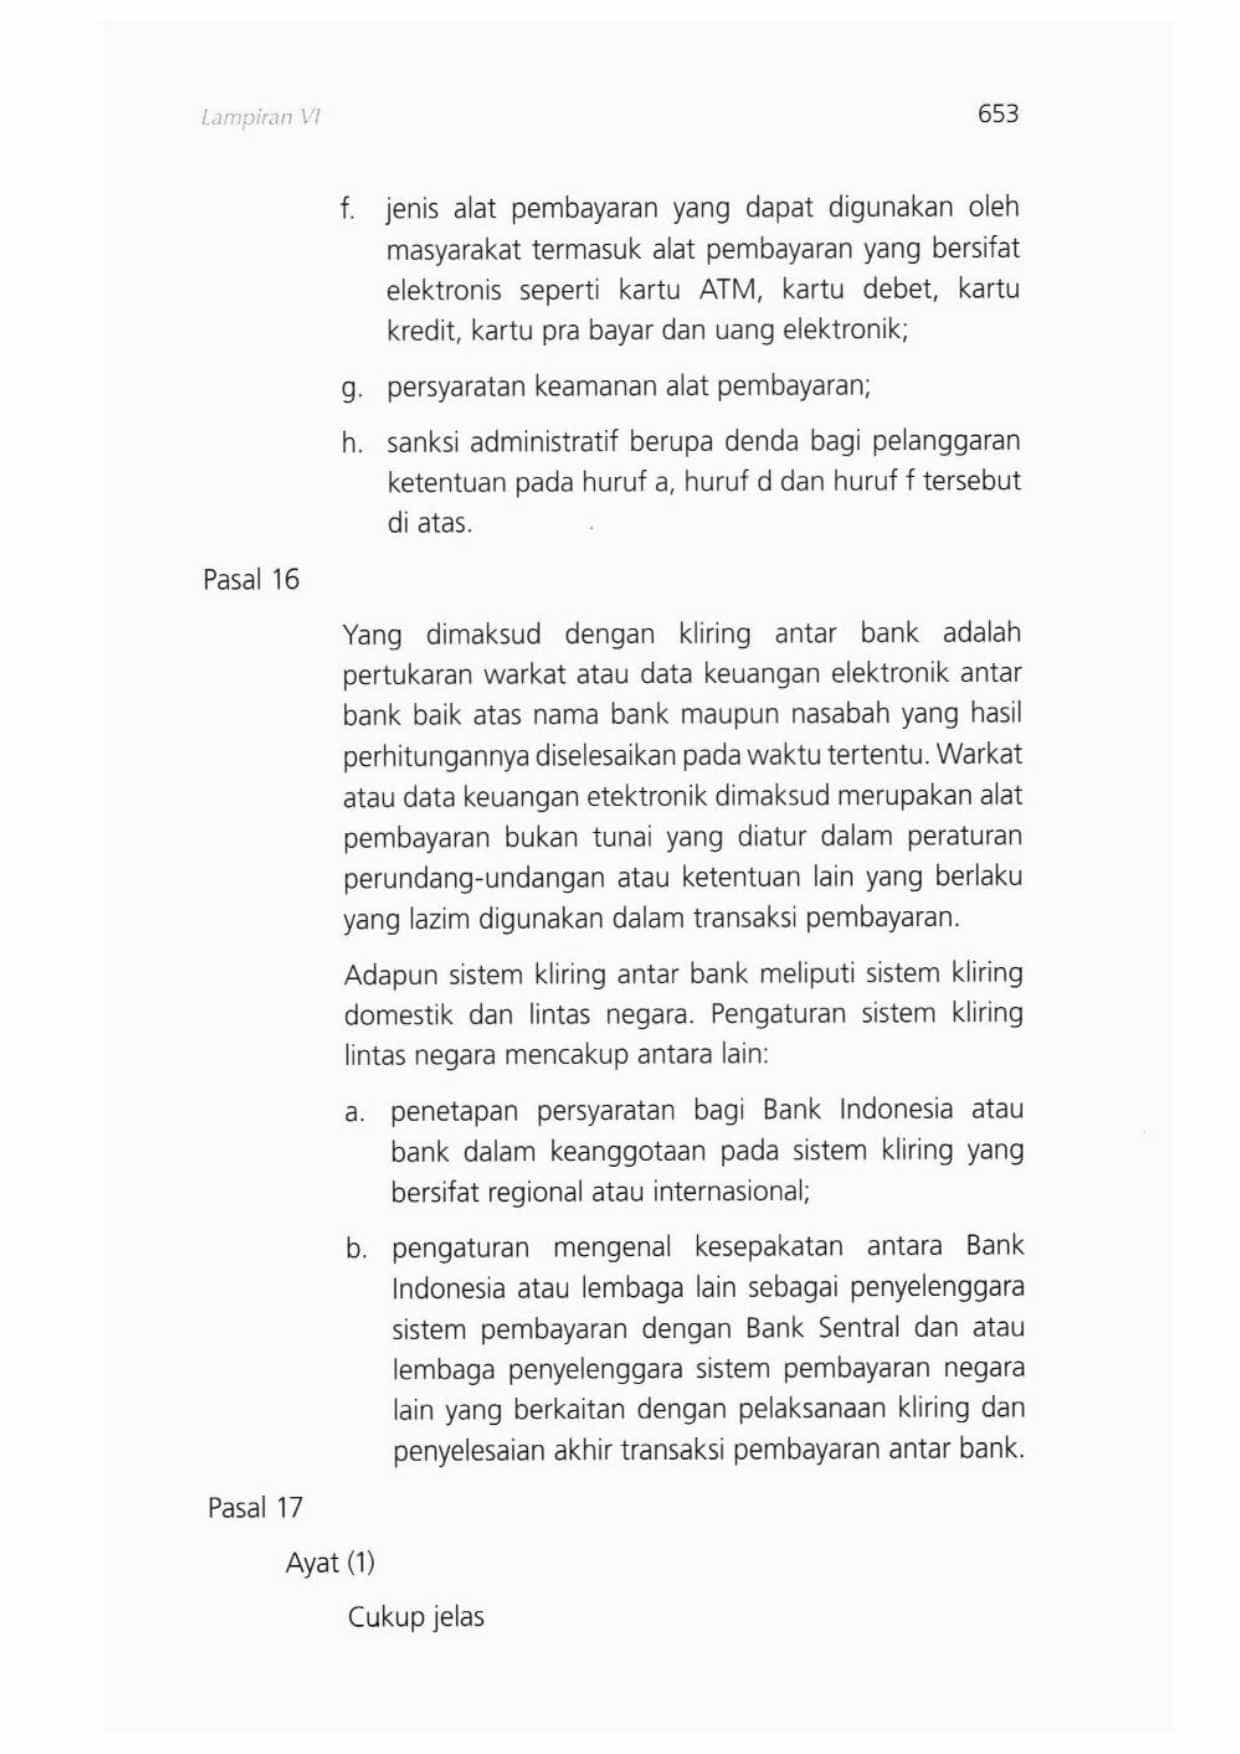 Lampiran VI
653
f. jenis alat pembayaran yang dapat digunakan oleh
masyarakat termasuk alat pembayaran yang bersifat
elektronis seperti kartu ATM, kartu debet, kartu
kredit, kartu pra bayar dan uang elektronik;
g. persyaratan keamanan alat pembayaran;
h. sanksi administratif berupa denda bagi pelanggaran
ketentuan pada huruf a, huruf d dan huruf f tersebut
di atas.
Pasal 16
Yang dimaksud dengan kliring antar bank adalah
pertukaran warkat atau data keuangan elektronik antar
bank baik atas nama bank maupun nasabah yang hasil
perhitungannya diselesaikan pada waktu tertentu. Warkat
atau data keuangan etektronik dimaksud merupakan alat
pembayaran bukan tunai yang diatur dalam peraturan
perundang-undangan atau ketentuan lain yang berlaku
yang lazim digunakan dalam transaksi pembayaran.
Adapun sistem kliring antar bank meliputi sistem kliring
domestik dan lintas negara. Pengaturan sistem kliring
lintas negara mencakup antara lain:
a. penetapan persyaratan bagi Bank Indonesia atau
bank dalam keanggotaan pada sistem kliring yang
bersifat regional atau internasional;
b. pengaturan mengenal kesepakatan antara Bank
Indonesia atau lembaga lain sebagai penyelenggara
sistem pembayaran dengan Bank Sentral dan atau
lembaga penyelenggara sistem pembayaran negara
lain yang berkaitan dengan pelaksanaan kliring dan
penyelesaian akhir transaksi pembayaran antar bank.
Pasal 17
Ayat (1)
Cukup jelas